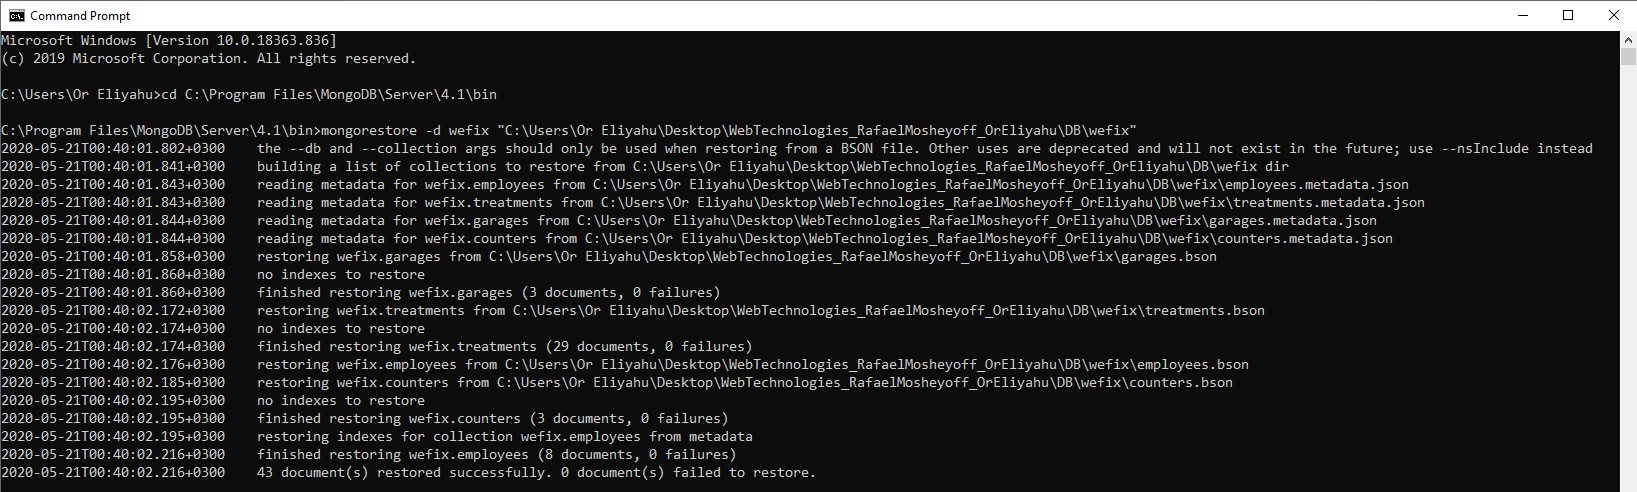 Command Prompt
Microsoft Windows [Version 10.0.18363.836]
(c) 2019 Microsoft Corporation. All rights reserved.
C:\Users\Or Eliyahu>cd C:\Program Files\MongoDB\Server\4.1\bin
C:\Program Files\MongoDB\Server\4.1\bin>mongorestore -d wefix "C:\Users\Or Eliyahu\Desktop\WebTechnologies_RafaelMosheyoff_OrEliyahu\DB\wefix"
2020-05-21T00:40:01.802+0300    the --db and --collection args should only be used when restoring from a BSON file. Other uses are deprecated and will not exist in the future; use --nsInclude instead
2020-05-21T00:40:01.841+0300    building a list of collections to restore from C:\Users\Or Eliyahu\Desktop\WebTechnologies_RafaelMosheyoff_OrEliyahu\DB\wefix dir
2020-05-21T00:40:01.843+0300    reading metadata for wefix.employees from C:\Users\Or Eliyahu\Desktop\WebTechnologies_RafaelMosheyoff_OrEliyahu\DB\wefix\employees.metadata.json
2020-05-21T00:40:01.843+0300    reading metadata for wefix.treatments from C:\Users\Or Eliyahu\Desktop\WebTechnologies_RafaelMosheyoff_OrEliyahu\DB\wefix\treatments.metadata.json
2020-05-21T00:40:01.844+0300    reading metadata for wefix.garages from C:\Users\Or Eliyahu\Desktop\WebTechnologies_RafaelMosheyoff_OrEliyahu\DB\wefix\garages.metadata.json
2020-05-21T00:40:01.844+0300    reading metadata for wefix.counters from C:\Users\Or Eliyahu\Desktop\WebTechnologies_RafaelMosheyoff_OrEliyahu\DB\wefix\counters.metadata.json
2020-05-21T00:40:01.858+0300    restoring wefix.garages from C:\Users\Or Eliyahu\Desktop\WebTechnologies_RafaelMosheyoff_OrEliyahu\DB\wefix\garages.bson
2020-05-21T00:40:01.860+0300    no indexes to restore
2020-05-21T00:40:01.860+0300    finished restoring wefix.garages (3 documents, 0 failures)
2020-05-21T00:40:02.172+0300    restoring wefix.treatments from C:\Users\Or Eliyahu\Desktop\WebTechnologies_RafaelMosheyoff_OrEliyahu\DB\wefix\treatments.bson
2020-05-21T00:40:02.174+0300    no indexes to restore
2020-05-21T00:40:02.174+0300    finished restoring wefix.treatments (29 documents, 0 failures)
2020-05-21T00:40:02.176+0300    restoring wefix.employees from C:\Users\Or Eliyahu\Desktop\WebTechnologies_RafaelMosheyoff_OrEliyahu\DB\wefix\employees.bson
2020-05-21T00:40:02.185+0300    restoring wefix.counters from C:\Users\Or Eliyahu\Desktop\WebTechnologies_RafaelMosheyoff_OrEliyahu\DB\wefix\counters.bson
2020-05-21T00:40:02.195+0300    no indexes to restore
2020-05-21T00:40:02.195+0300    finished restoring wefix.counters (3 documents, 0 failures)
2020-05-21T00:40:02.195+0300    restoring indexes for collection wefix.employees from metadata
2020-05-21T00:40:02.216+0300    finished restoring wefix.employees (8 documents, 0 failures)
2020-05-21T00:40:02.216+0300    43 document(s) restored successfully. 0 document(s) failed to restore.